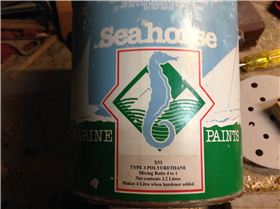 Seahorse
MARINE PAINTS
X51
TYPE 3 POLYURETHANE
Mixing Ratio 4 to 1
Net contents 3.2 Litres
Makes 4 Litre when hardener added